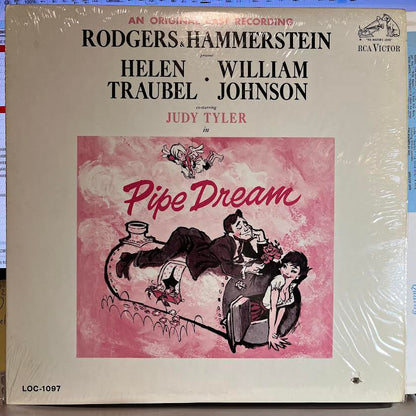 AN ORIGINAL CAST RECORDING
RODGERS & HAMMERSTEIN
present
HELEN · WILLIAM
TRAUBEL JOHNSON
co-starring
JUDY TYLER
in
Pipe Dream
RCA VICTOR
LOC-1097